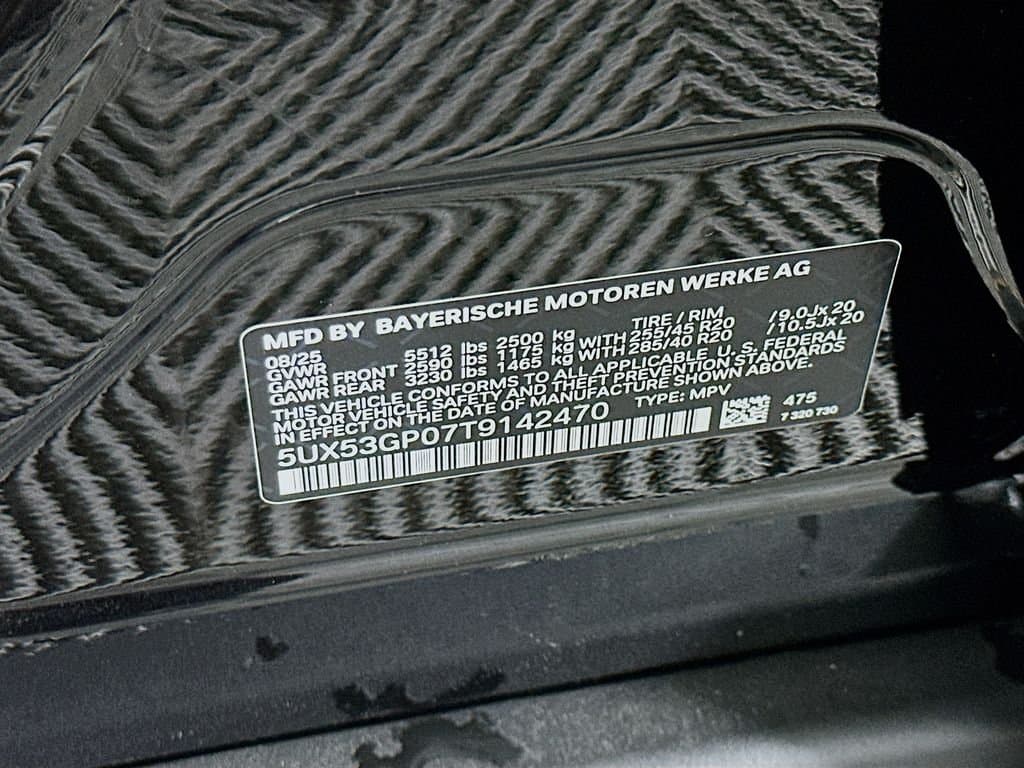 MFD BY BAYERISCHE MOTOREN WERKE AG
08/25 TIRE / RIM
GVWR 5512 lbs 2500 kg WITH 255/45 R20 /9.0Jx 20
GAWR FRONT 2590 lbs 1175 kg WITH 285/40 R20 /10.5Jx 20
GAWR REAR 3230 lbs 1465 kg
THIS VEHICLE CONFORMS TO ALL APPLICABLE U. S. FEDERAL
MOTOR VEHICLE SAFETY AND THEFT PREVENTION STANDARDS
IN EFFECT ON THE DATE OF MANUFACTURE SHOWN ABOVE.
5UX53GP07T9142470 TYPE: MPV 475
7 320 730